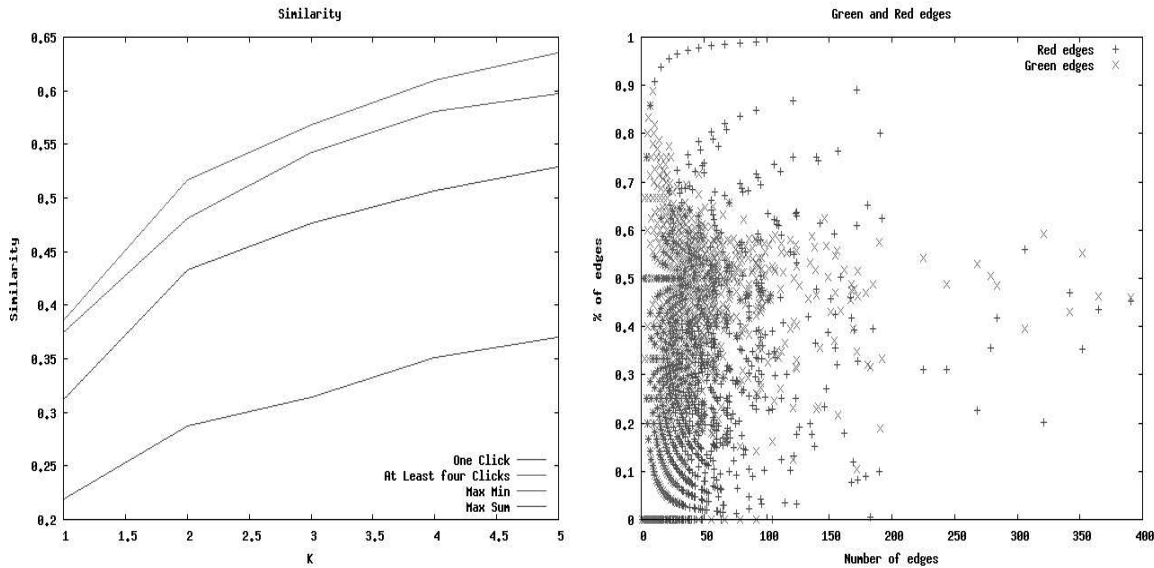 Similarity
0.65
0.6
0.55
0.5
0.45
0.4
0.35
0.3
0.25
0.2
Similarity
One Click
At Least four Clicks
Max Min
Max Sum
1 1.5 2 2.5 3 3.5 4 4.5 5
K
Green and Red edges
1
0.9
0.8
0.7
0.6
0.5
0.4
0.3
0.2
0.1
0
% of edges
Red edges
Green edges
0 50 100 150 200 250 300 350 400
Number of edges